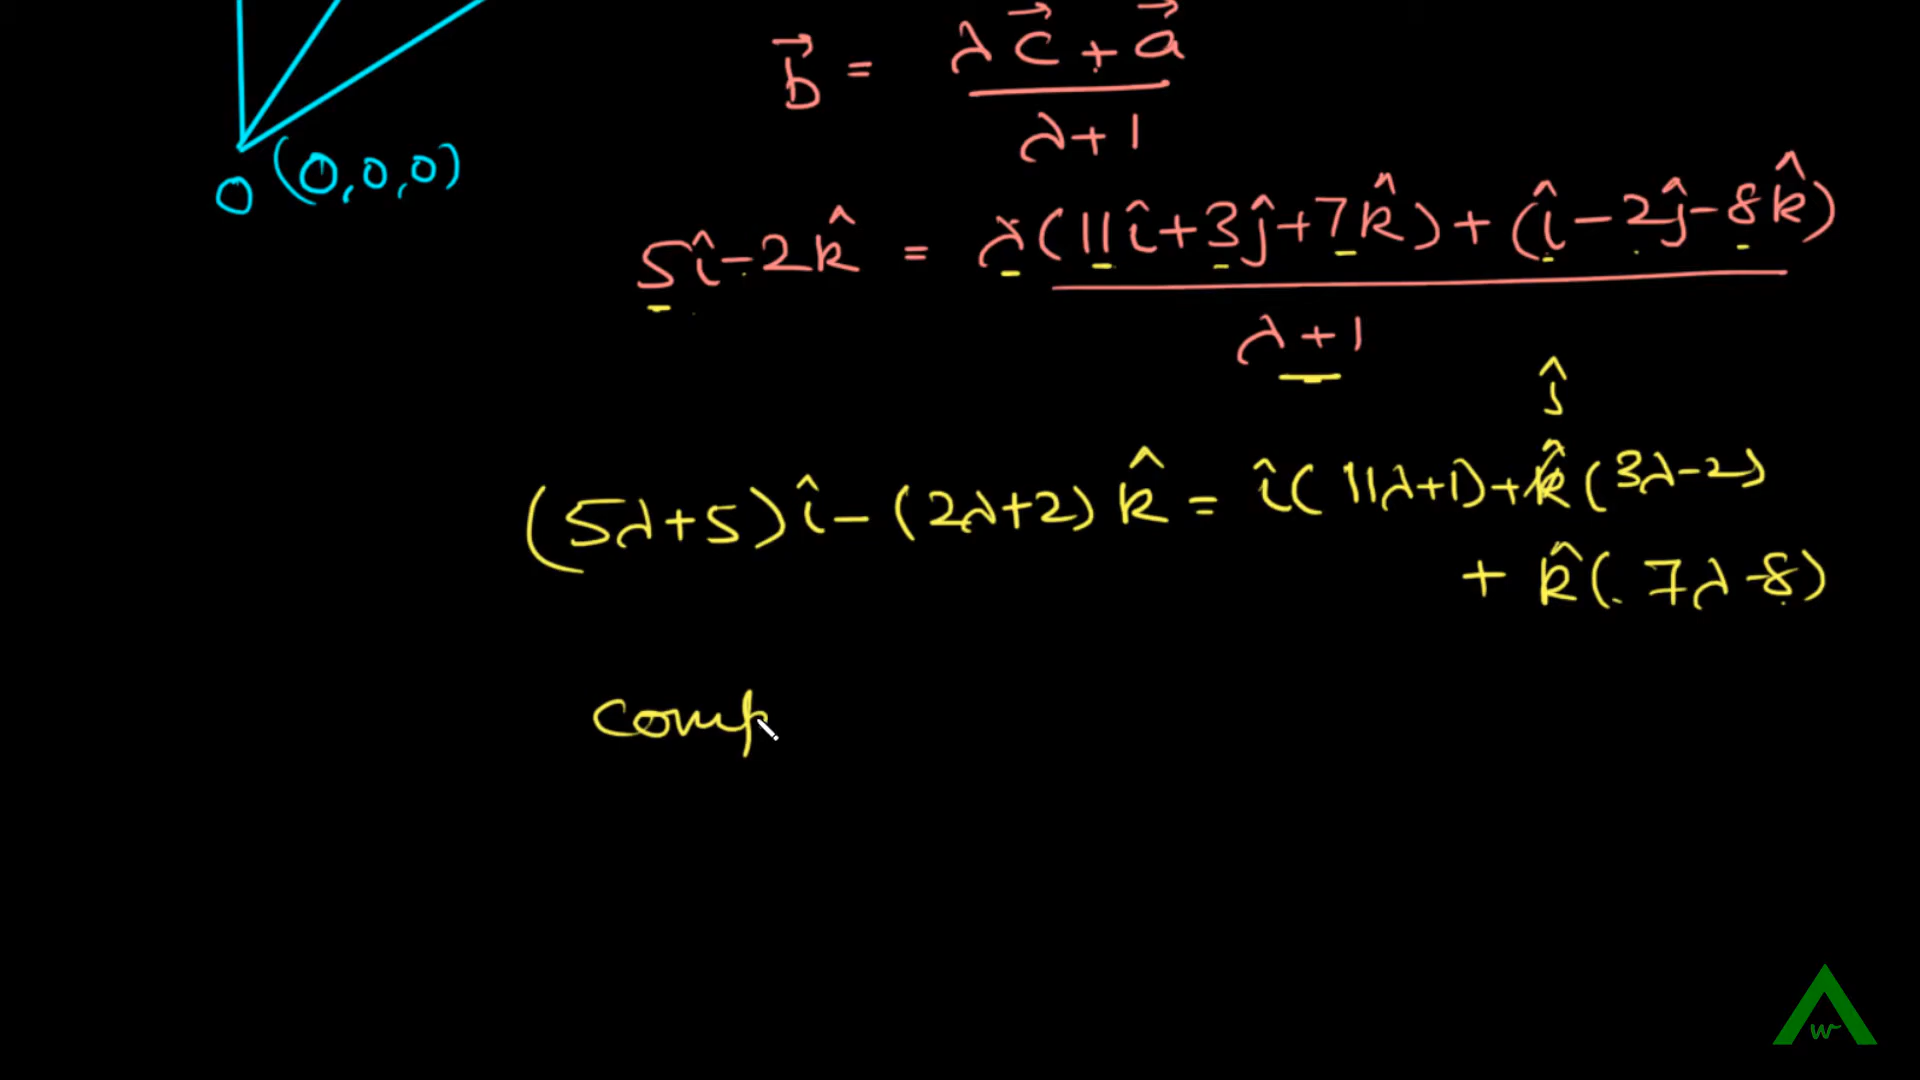 b⃗ = (λc⃗ + a⃗) / (λ+1)
O (0,0,0)
5î − 2k̂ = (λ(11î + 3ĵ + 7k̂) + (î − 2ĵ − 8k̂)) / (λ+1)
ĵ
(5λ+5)î − (2λ+2)k̂ = î(11λ+1) + k̂(3λ−2)
+ k̂(7λ−8)
comp
W